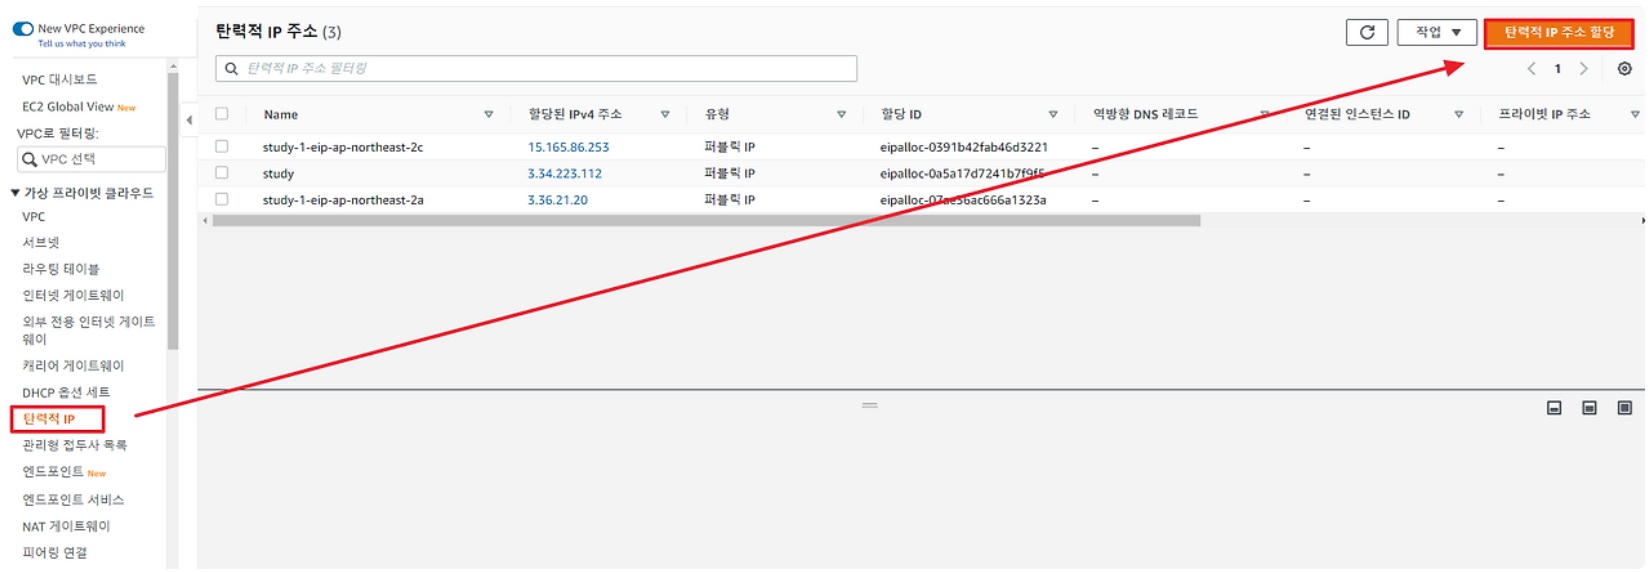 New VPC Experience
Tell us what you think
VPC 대시보드
EC2 Global View New
VPC로 필터링:
VPC 선택
가상 프라이빗 클라우드
VPC
서브넷
라우팅 테이블
인터넷 게이트웨이
외부 전용 인터넷 게이트
웨이
캐리어 게이트웨이
DHCP 옵션 세트
탄력적 IP
관리형 접두사 목록
엔드포인트 New
엔드포인트 서비스
NAT 게이트웨이
피어링 연결
탄력적 IP 주소 (3)
작업
탄력적 IP 주소 할당
탄력적 IP 주소 필터링
1
Name 할당된 IPv4 주소 유형 할당 ID 역방향 DNS 레코드 연결된 인스턴스 ID 프라이빗 IP 주소
study-1-eip-ap-northeast-2c 15.165.86.253 퍼블릭 IP eipalloc-0391b42fab46d3221 – – –
study 3.34.223.112 퍼블릭 IP eipalloc-0a5a17d7241b7f9f5 – – –
study-1-eip-ap-northeast-2a 3.36.21.20 퍼블릭 IP eipalloc-07ae56ac666a1323a – – –